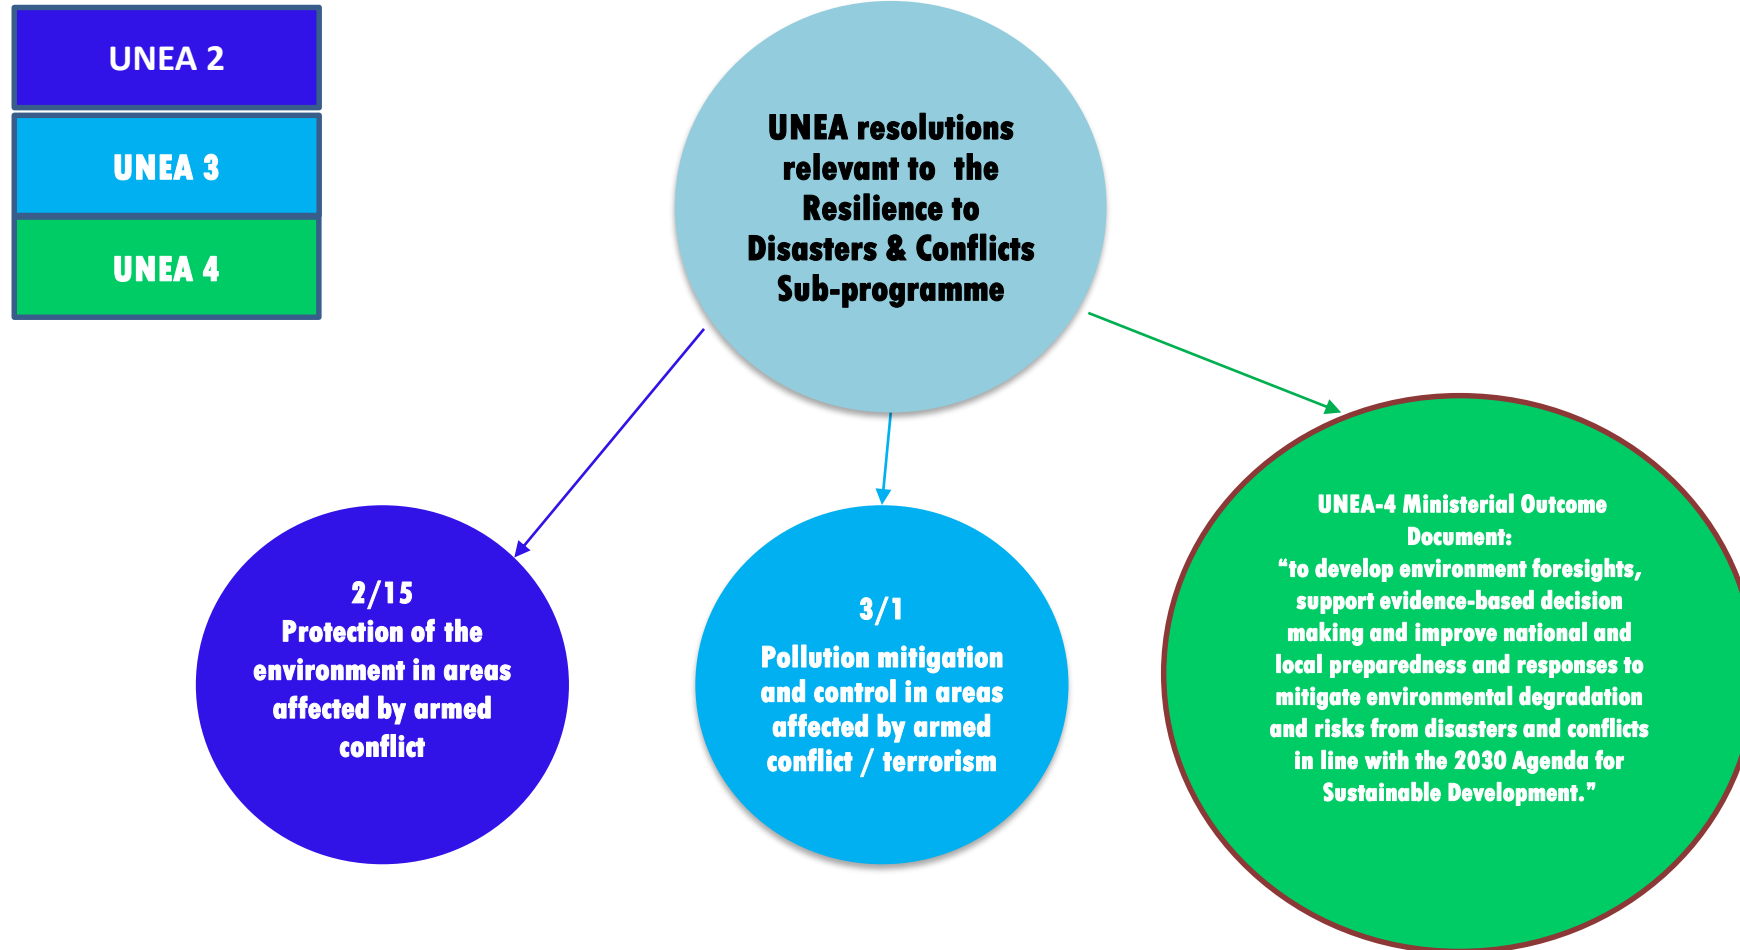 UNEA 2
UNEA 3
UNEA 4
UNEA resolutions
relevant to the
Resilience to
Disasters & Conflicts
Sub-programme
2/15
Protection of the
environment in areas
affected by armed
conflict
3/1
Pollution mitigation
and control in areas
affected by armed
conflict / terrorism
UNEA-4 Ministerial Outcome
Document:
“to develop environment foresights,
support evidence-based decision
making and improve national and
local preparedness and responses to
mitigate environmental degradation
and risks from disasters and conflicts
in line with the 2030 Agenda for
Sustainable Development.”